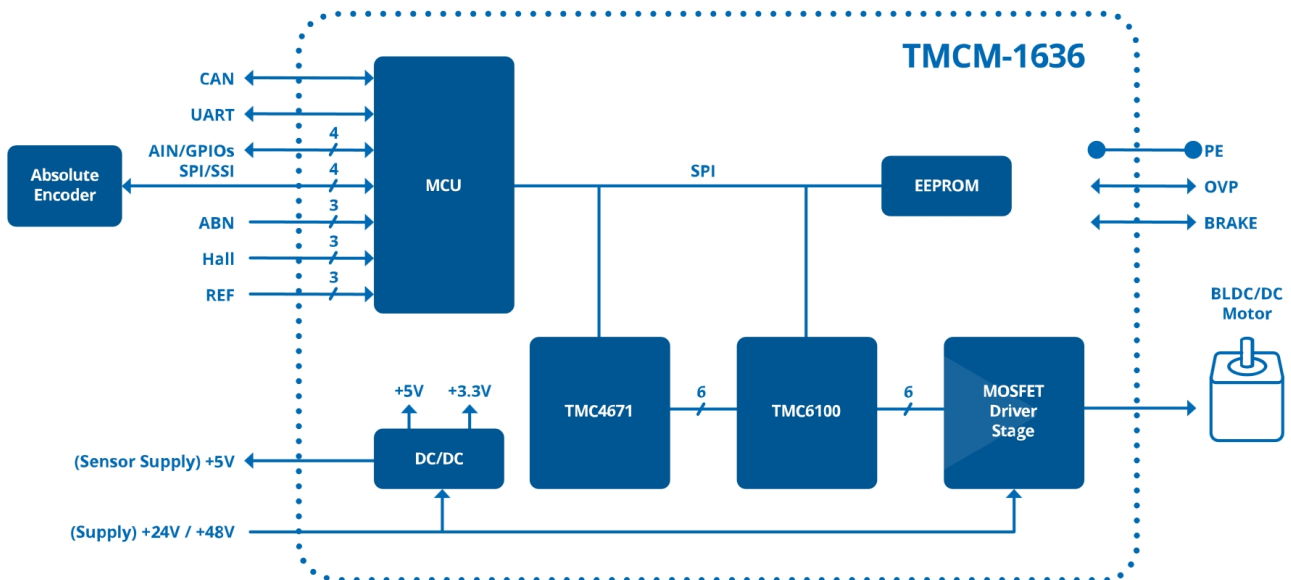 TMCM-1636
CAN
UART
4
AIN/GPIOs
SPI/SSI
4
3
ABN
3
Hall
3
REF
Absolute
Encoder
MCU
SPI
EEPROM
PE
OVP
BRAKE
BLDC/DC
Motor
+5V
+3.3V
DC/DC
TMC4671
6
TMC6100
6
MOSFET
Driver
Stage
(Sensor Supply) +5V
(Supply) +24V / +48V